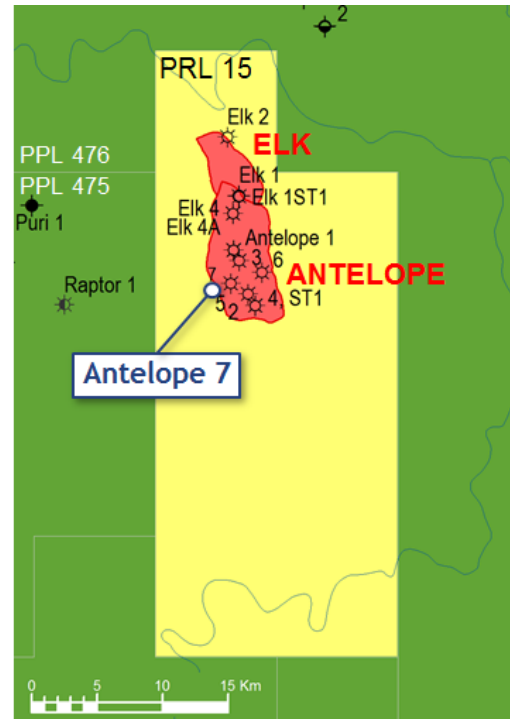 2
PRL 15
Elk 2
ELK
PPL 476
PPL 475
Elk 1
Elk 1ST1
Elk 4
Elk 4A
Puri 1
Antelope 1
3
6
ANTELOPE
7
Raptor 1
5
2
4, ST1
Antelope 7
0 5 10 15 Km